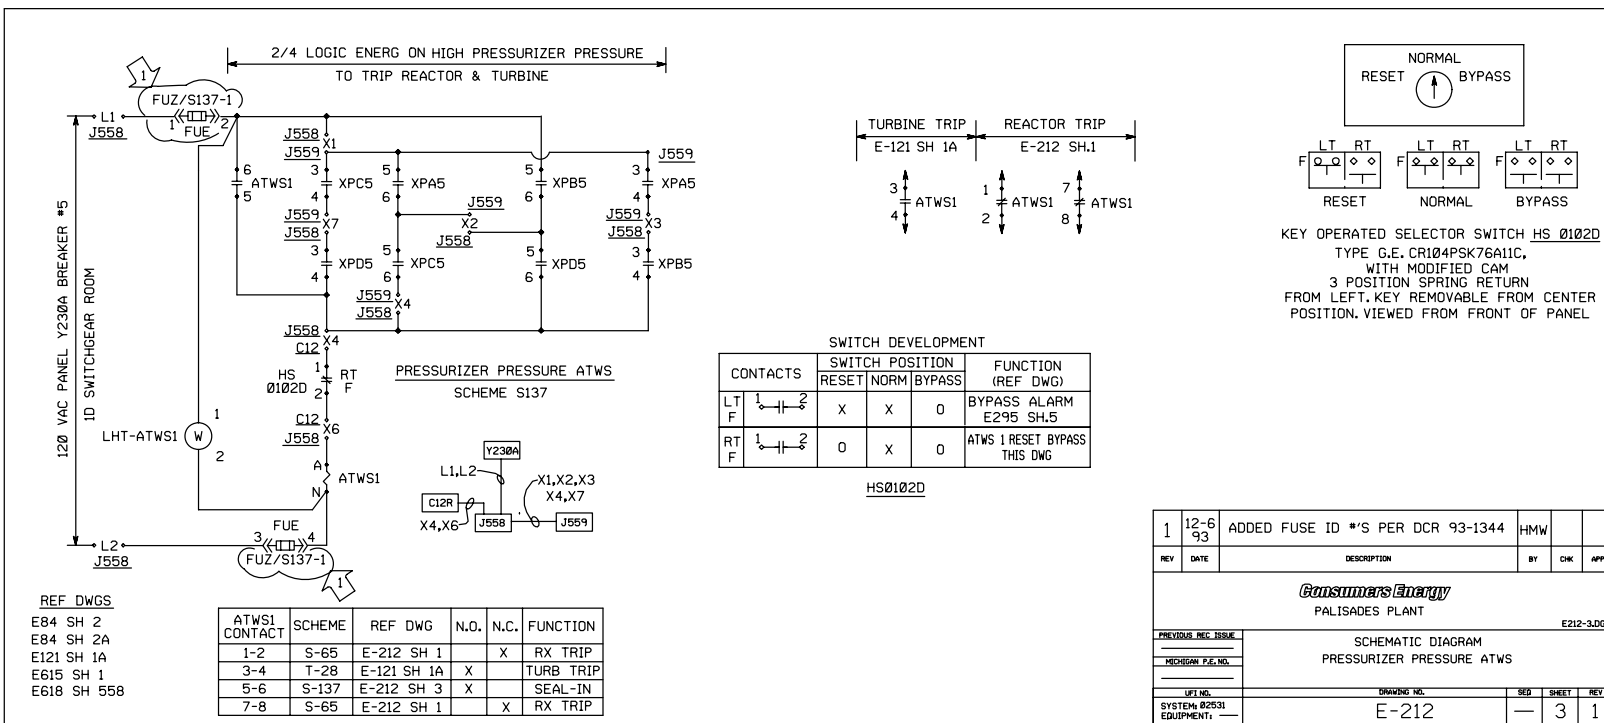 2/4 LOGIC ENERG ON HIGH PRESSURIZER PRESSURE
TO TRIP REACTOR & TURBINE
1
FUZ/S137-1
1 2
FUE
L1
J558
120 VAC PANEL Y230A BREAKER #5
1D SWITCHGEAR ROOM
6
ATWS1
5
J558
X1
J559
3
XPC5
4
J559
X7
J558
3
XPD5
4
5
XPA5
6
J559
X2
J558
5
XPC5
6
J559
X4
J558
5
XPB5
6
5
XPD5
6
J559
3
XPA5
4
J559
X3
J558
3
XPB5
4
J558
X4
C12
1
HS
0102D
2
RT
F
C12
X6
J558
A
ATWS1
N
LHT-ATWS1
W
1
2
FUE
3 4
FUZ/S137-1
1
L2
J558
PRESSURIZER PRESSURE ATWS
SCHEME S137
Y230A
L1,L2
X1,X2,X3
X4,X7
C12R
X4,X6
J558
J559
TURBINE TRIP
E-121 SH 1A
REACTOR TRIP
E-212 SH.1
3
ATWS1
4
1
ATWS1
2
7
ATWS1
8
NORMAL
RESET BYPASS
LT RT
F
RESET
LT RT
F
NORMAL
LT RT
F
BYPASS
KEY OPERATED SELECTOR SWITCH HS 0102D
TYPE G.E. CR104PSK76A11C,
WITH MODIFIED CAM
3 POSITION SPRING RETURN
FROM LEFT. KEY REMOVABLE FROM CENTER
POSITION. VIEWED FROM FRONT OF PANEL
SWITCH DEVELOPMENT
CONTACTS SWITCH POSITION FUNCTION
(REF DWG)
RESET NORM BYPASS
LT
F 1 2 X X O BYPASS ALARM
E295 SH.5
RT
F 1 2 O X O ATWS 1 RESET BYPASS
THIS DWG
HS0102D
REF DWGS
E84 SH 2
E84 SH 2A
E121 SH 1A
E615 SH 1
E618 SH 558
ATWS1
CONTACT SCHEME REF DWG N.O. N.C. FUNCTION
1-2 S-65 E-212 SH 1 X RX TRIP
3-4 T-28 E-121 SH 1A X TURB TRIP
5-6 S-137 E-212 SH 3 X SEAL-IN
7-8 S-65 E-212 SH 1 X RX TRIP
1 12-6
93 ADDED FUSE ID #'S PER DCR 93-1344 HMW
REV DATE DESCRIPTION BY CHK APP
Consumers Energy
PALISADES PLANT
E212-3.DG
PREVIOUS REC ISSUE
MICHIGAN P.E. NO.
SCHEMATIC DIAGRAM
PRESSURIZER PRESSURE ATWS
UFI NO. DRAWING NO. SEQ SHEET REV
SYSTEM: 02531
EQUIPMENT: —
E-212 — 3 1